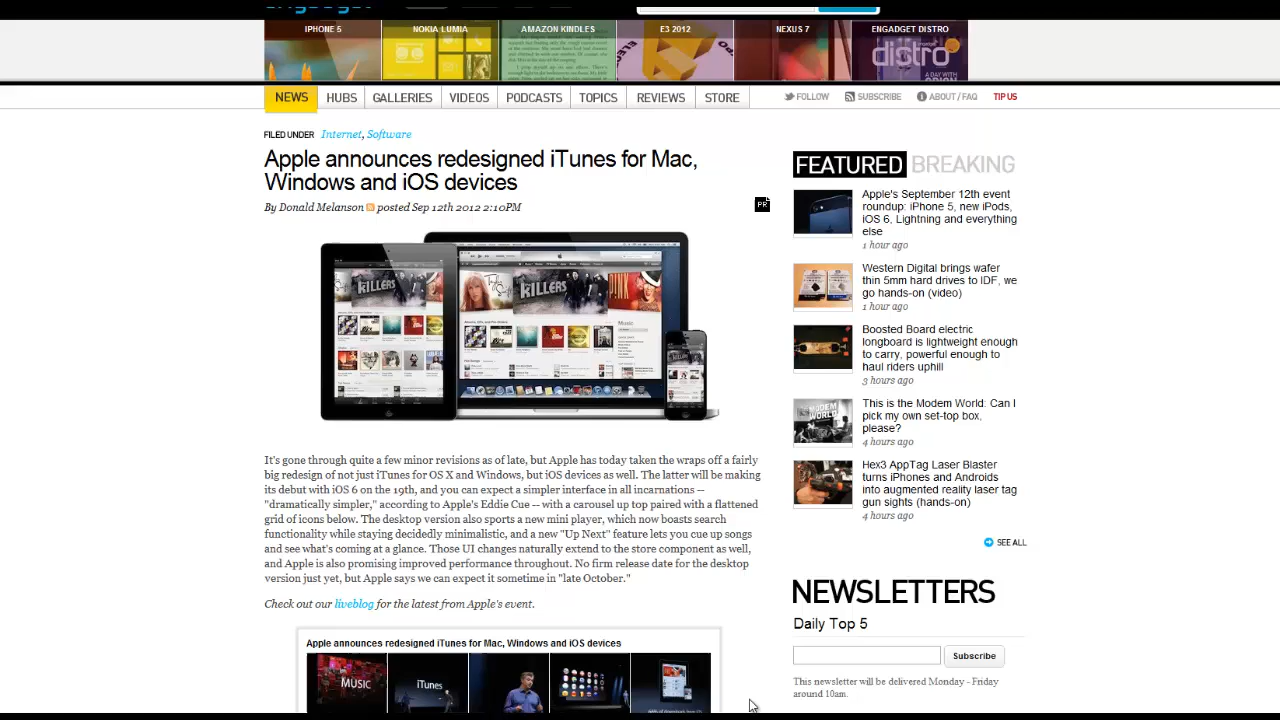 engadget
IPHONE 5
NOKIA LUMIA
AMAZON KINDLES
E3 2012
NEXUS 7
ENGADGET DISTRO
distro
A DAY WITH
NEWS
HUBS
GALLERIES
VIDEOS
PODCASTS
TOPICS
REVIEWS
STORE
FOLLOW
SUBSCRIBE
ABOUT / FAQ
TIP US
FILED UNDER Internet, Software
Apple announces redesigned iTunes for Mac,
Windows and iOS devices
By Donald Melanson posted Sep 12th 2012 2:10PM
PR
KILLERS
KILLERS
PINK
Music
It's gone through quite a few minor revisions as of late, but Apple has today taken the wraps off a fairly
big redesign of not just iTunes for OS X and Windows, but iOS devices as well. The latter will be making
its debut with iOS 6 on the 19th, and you can expect a simpler interface in all incarnations --
"dramatically simpler," according to Apple's Eddie Cue -- with a carousel up top paired with a flattened
grid of icons below. The desktop version also sports a new mini player, which now boasts search
functionality while staying decidedly minimalistic, and a new "Up Next" feature lets you cue up songs
and see what's coming at a glance. Those UI changes naturally extend to the store component as well,
and Apple is also promising improved performance throughout. No firm release date for the desktop
version just yet, but Apple says we can expect it sometime in "late October."
Check out our liveblog for the latest from Apple's event.
Apple announces redesigned iTunes for Mac, Windows and iOS devices
MUSIC
iTunes
FEATURED BREAKING
Apple's September 12th event
roundup: iPhone 5, new iPods,
iOS 6, Lightning and everything
else
1 hour ago
Western Digital brings wafer
thin 5mm hard drives to IDF, we
go hands-on (video)
1 hour ago
Boosted Board electric
longboard is lightweight enough
to carry, powerful enough to
haul riders uphill
3 hours ago
MODEM
WORLD
This is the Modem World: Can I
pick my own set-top box,
please?
4 hours ago
Hex3 AppTag Laser Blaster
turns iPhones and Androids
into augmented reality laser tag
gun sights (hands-on)
4 hours ago
SEE ALL
NEWSLETTERS
Daily Top 5
Subscribe
This newsletter will be delivered Monday - Friday
around 10am.